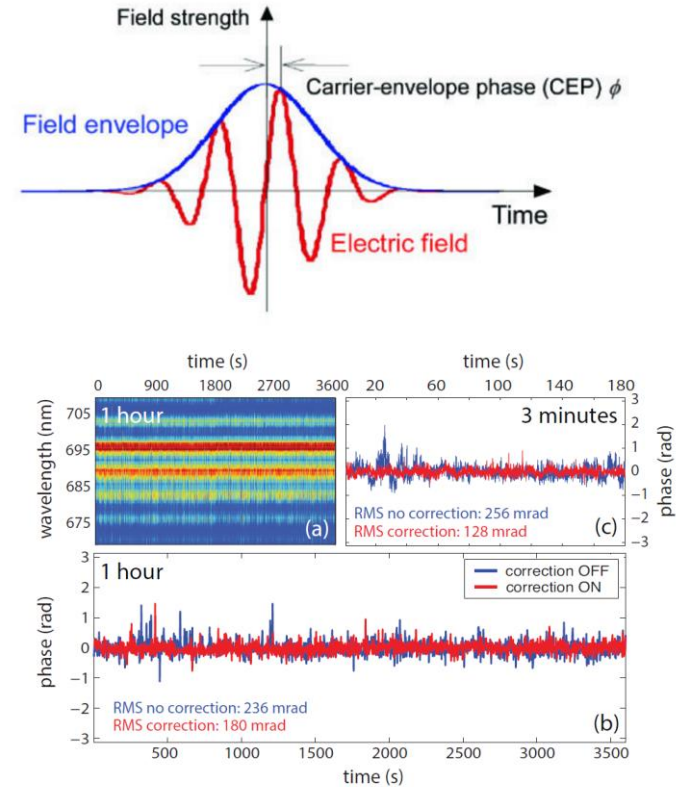 Field strength
Carrier-envelope phase (CEP) ϕ
Field envelope
Time
Electric field
time (s)
0 900 1800 2700 3600
wavelength (nm)
705
695
685
675
1 hour
(a)
time (s)
20 60 100 140 180
3 minutes
3
2
1
0
−1
−2
−3
phase (rad)
RMS no correction: 256 mrad
RMS correction: 128 mrad
(c)
1 hour
correction OFF
correction ON
phase (rad)
3
2
1
0
−1
−2
−3
RMS no correction: 236 mrad
RMS correction: 180 mrad
(b)
500 1000 1500 2000 2500 3000 3500
time (s)